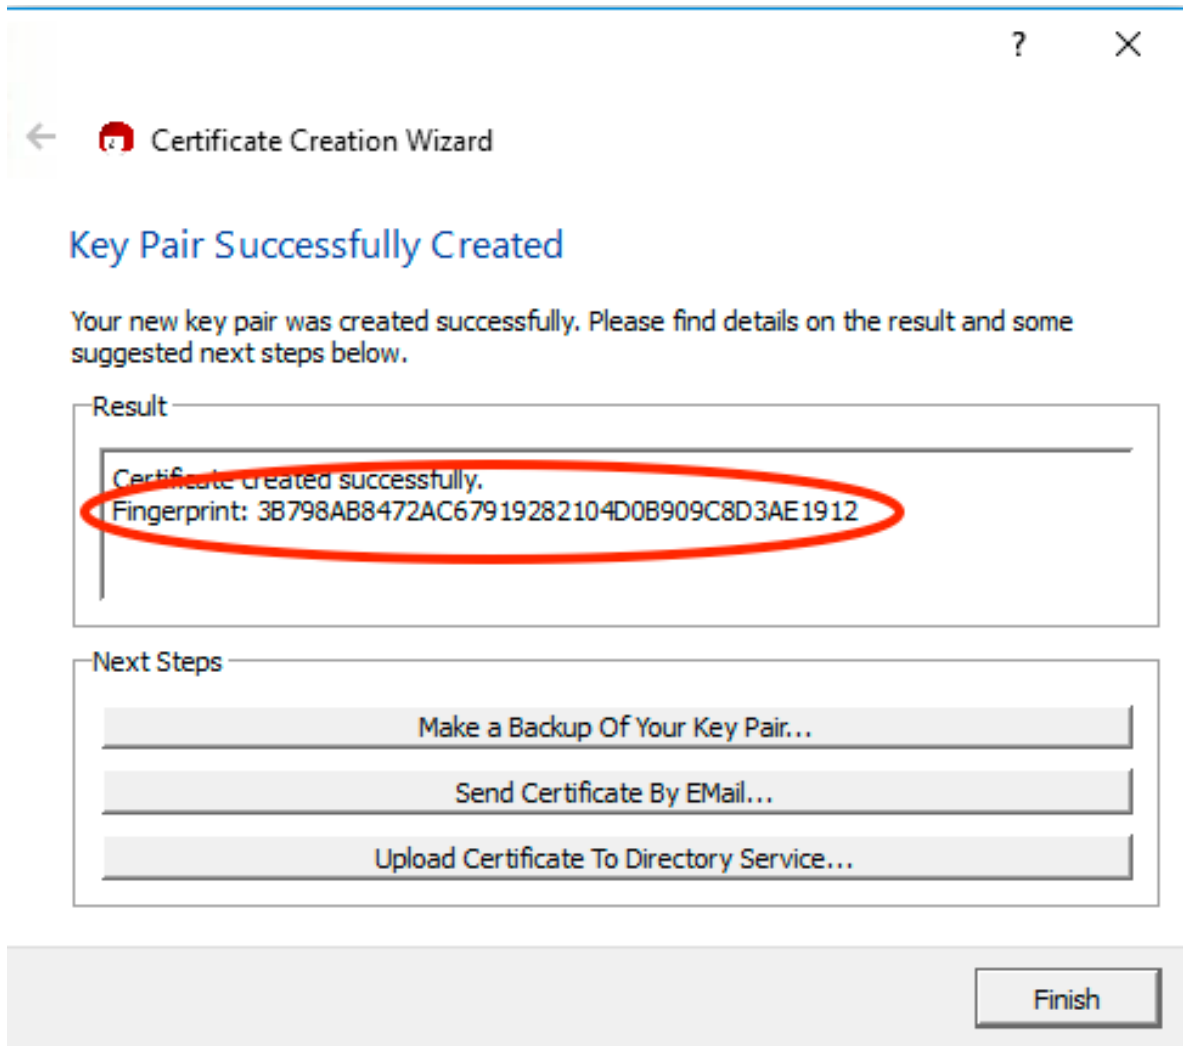 ?
Certificate Creation Wizard
Key Pair Successfully Created
Your new key pair was created successfully. Please find details on the result and some
suggested next steps below.
Result
Certificate created successfully.
Fingerprint: 3B798AB8472AC67919282104D0B909C8D3AE1912
Next Steps
Make a Backup Of Your Key Pair...
Send Certificate By EMail...
Upload Certificate To Directory Service...
Finish